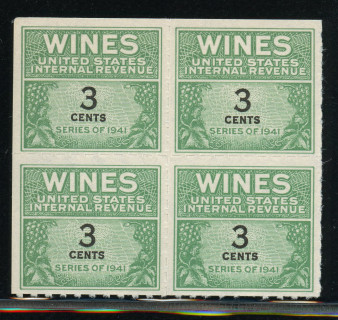 WINES
UNITED STATES
INTERNAL REVENUE
3
CENTS
SERIES OF 1941
WINES
UNITED STATES
INTERNAL REVENUE
3
CENTS
SERIES OF 1941
WINES
UNITED STATES
INTERNAL REVENUE
3
CENTS
SERIES OF 1941
WINES
UNITED STATES
INTERNAL REVENUE
3
CENTS
SERIES OF 1941